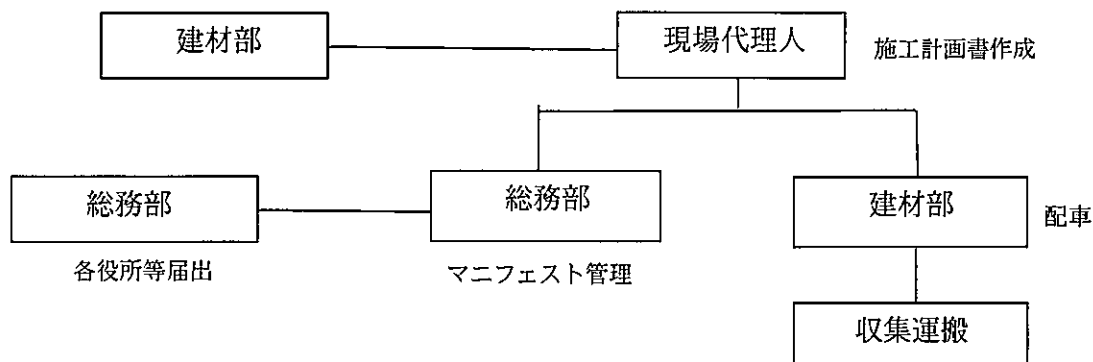 建材部
現場代理人
施工計画書作成
総務部
総務部
建材部
配車
各役所等届出
マニフェスト管理
収集運搬